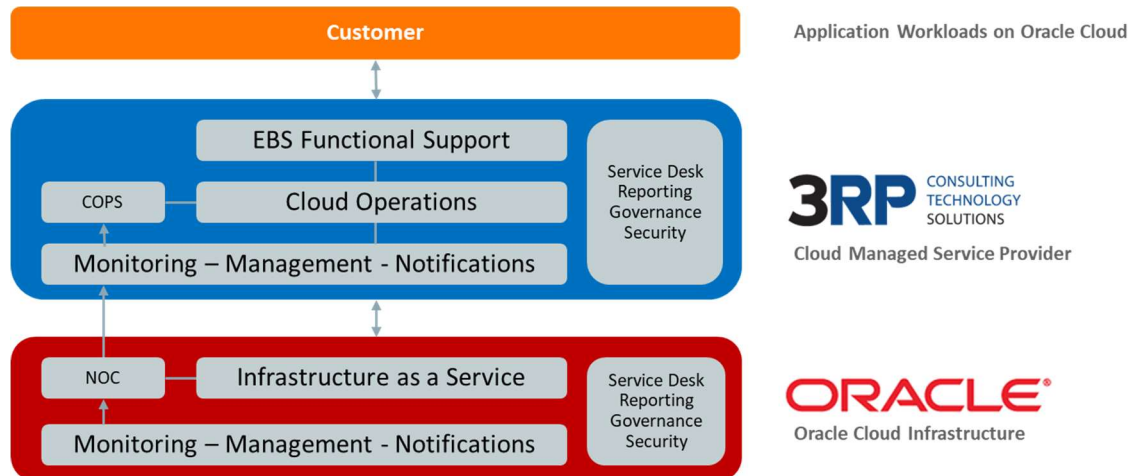 Customer
Application Workloads on Oracle Cloud
EBS Functional Support
COPS
Cloud Operations
Monitoring – Management - Notifications
Service Desk
Reporting
Governance
Security
3RP CONSULTING
TECHNOLOGY
SOLUTIONS
Cloud Managed Service Provider
NOC
Infrastructure as a Service
Monitoring – Management - Notifications
Service Desk
Reporting
Governance
Security
ORACLE®
Oracle Cloud Infrastructure